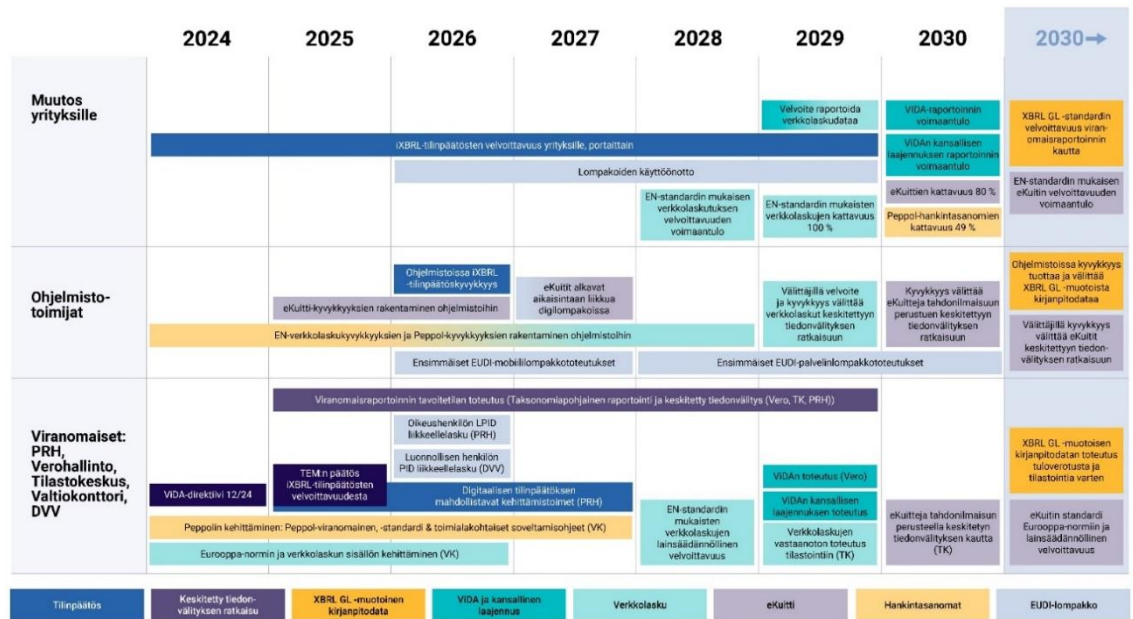 2024
2025
2026
2027
2028
2029
2030
2030→
Muutos
yrityksille
Velvoite raportoida
verkkolaskudataa
ViDA-raportoinnin
voimaantulo
XBRL GL -standardin
velvoittavuus viran-
omaisraportoinnin
kautta
iXBRL-tilinpäätösten velvoittavuus yrityksille, portaittain
ViDAn kansallisen
laajennuksen raportoinnin
voimaantulo
Lompakoiden käyttöönotto
EN-standardin mukaisen
verkkolaskutuksen
velvoittavuuden
voimaantulo
EN-standardin mukaisten
verkkolaskujen kattavuus
100 %
eKuittien kattavuus 80 %
Peppol-hankintasanomien
kattavuus 49 %
EN-standardin mukaisen
eKuitin velvoittavuuden
voimaantulo
Ohjelmisto-
toimijat
Ohjelmistoissa iXBRL
-tilinpäätöskyvykkyys
eKuitti-kyvykkyyksien rakentaminen ohjelmistoihin
eKuitit alkavat
aikaisintaan liikkua
digilompakoissa
Välittäjillä velvoite
ja kyvykkyys välittää
verkkolaskut keskitettyyn
tiedonvälityksen
ratkaisuun
Kyvykkyys välittää
eKuitteja tahdonilmaisuun
perustuen keskitettyyn
tiedonvälityksen
ratkaisuun
Ohjelmistoissa kyvykkyys
tuottaa ja välittää
XBRL GL -muotoista
kirjanpitodataa
EN-verkkolaskukyvykkyyksien ja Peppol-kyvykkyyksien rakentaminen ohjelmistoihin
Ensimmäiset EUDI-mobiililompakkototeutukset
Ensimmäiset EUDI-palvelinlompakkototeutukset
Välittäjillä kyvykkyys
välittää eKuitit
keskitettyyn tiedon-
välityksen ratkaisuun
Viranomaiset:
PRH,
Verohallinto,
Tilastokeskus,
Valtiokonttori,
DVV
Viranomaisraportoinnin tavoitetilan toteutus (Taksonomiapohjainen raportointi ja keskitetty tiedonvälitys (Vero, TK, PRH))
Oikeushenkilön LPID
liikkeellelasku (PRH)
Luonnollisen henkilön
PID liikkeellelasku (DVV)
ViDA-direktiivi 12/24
TEM:n päätös
iXBRL-tilinpäätösten
velvoittavuudesta
Digitaalisen tilinpäätöksen
mahdollistavat kehittämistoimet (PRH)
Peppolin kehittäminen: Peppol-viranomainen, -standardi & toimialakohtaiset soveltamisohjeet (VK)
Eurooppa-normin ja verkkolaskun sisällön kehittäminen (VK)
EN-standardin
mukaisten
verkkolaskujen
lainsäädännöllinen
velvoittavuus
ViDAn toteutus (Vero)
ViDAn kansallisen
laajennuksen toteutus
Verkkolaskujen
vastaanoton toteutus
tilastointiin (TK)
eKuitteja tahdonilmaisun
perusteella keskitetyn
tiedonvälityksen kautta
(TK)
XBRL GL -muotoisen
kirjanpitodatan toteutus
tuloverotusta ja
tilastointia varten
eKuitin standardi
Eurooppa-normiin ja
lainsäädännöllinen
velvoittavuus
Tilinpäätös
Keskitetty tiedon-
välityksen ratkaisu
XBRL GL -muotoinen
kirjanpitodata
ViDA ja kansallinen
laajennus
Verkkolasku
eKuitti
Hankintasanomat
EUDI-lompakko